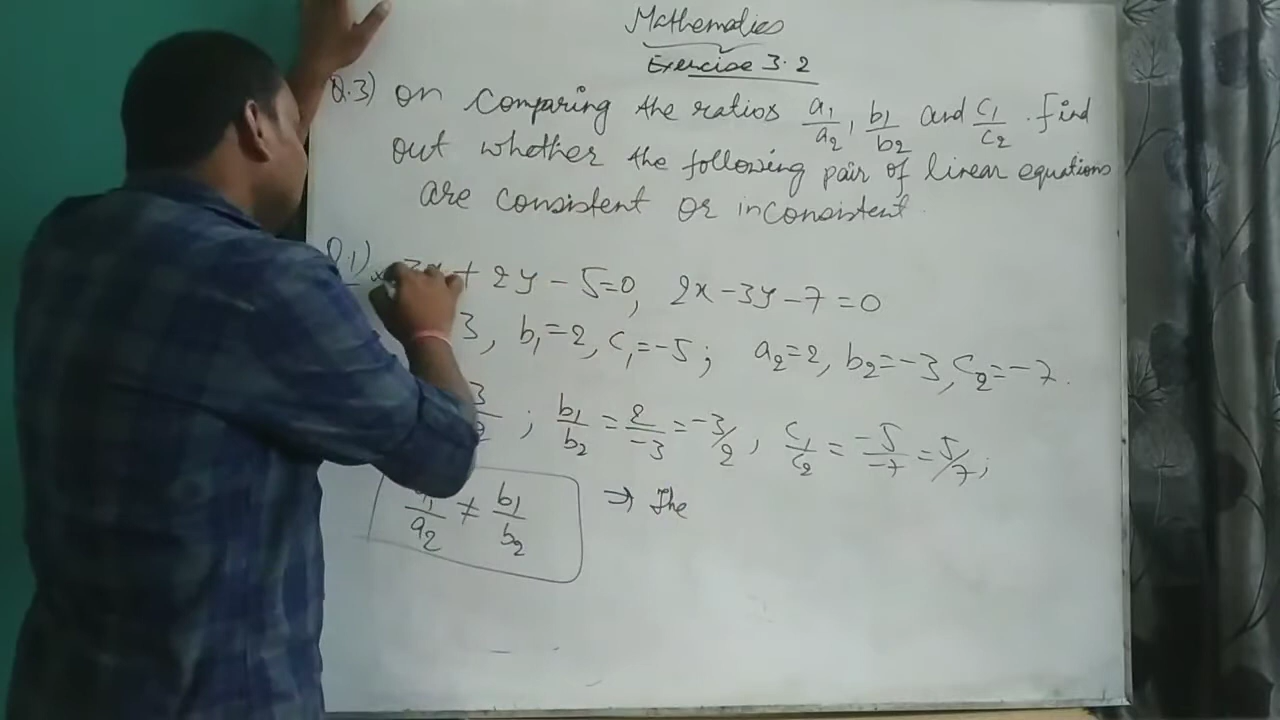 Mathematics
Exercise 3.2
Q.3) On comparing the ratios a₁/a₂, b₁/b₂ and c₁/c₂. find
out whether the following pair of linear equations
are consistent or inconsistent.
Q.1) 3x + 2y - 5=0, 2x - 3y - 7 = 0
3, b₁=2, c₁=-5; a₂=2, b₂=-3, c₂=-7.
3/2 ; b₁/b₂ = 2/-3 = -3/2, c₁/c₂ = -5/-7 = 5/7;
a₁/a₂ ≠ b₁/b₂ ⇒ The